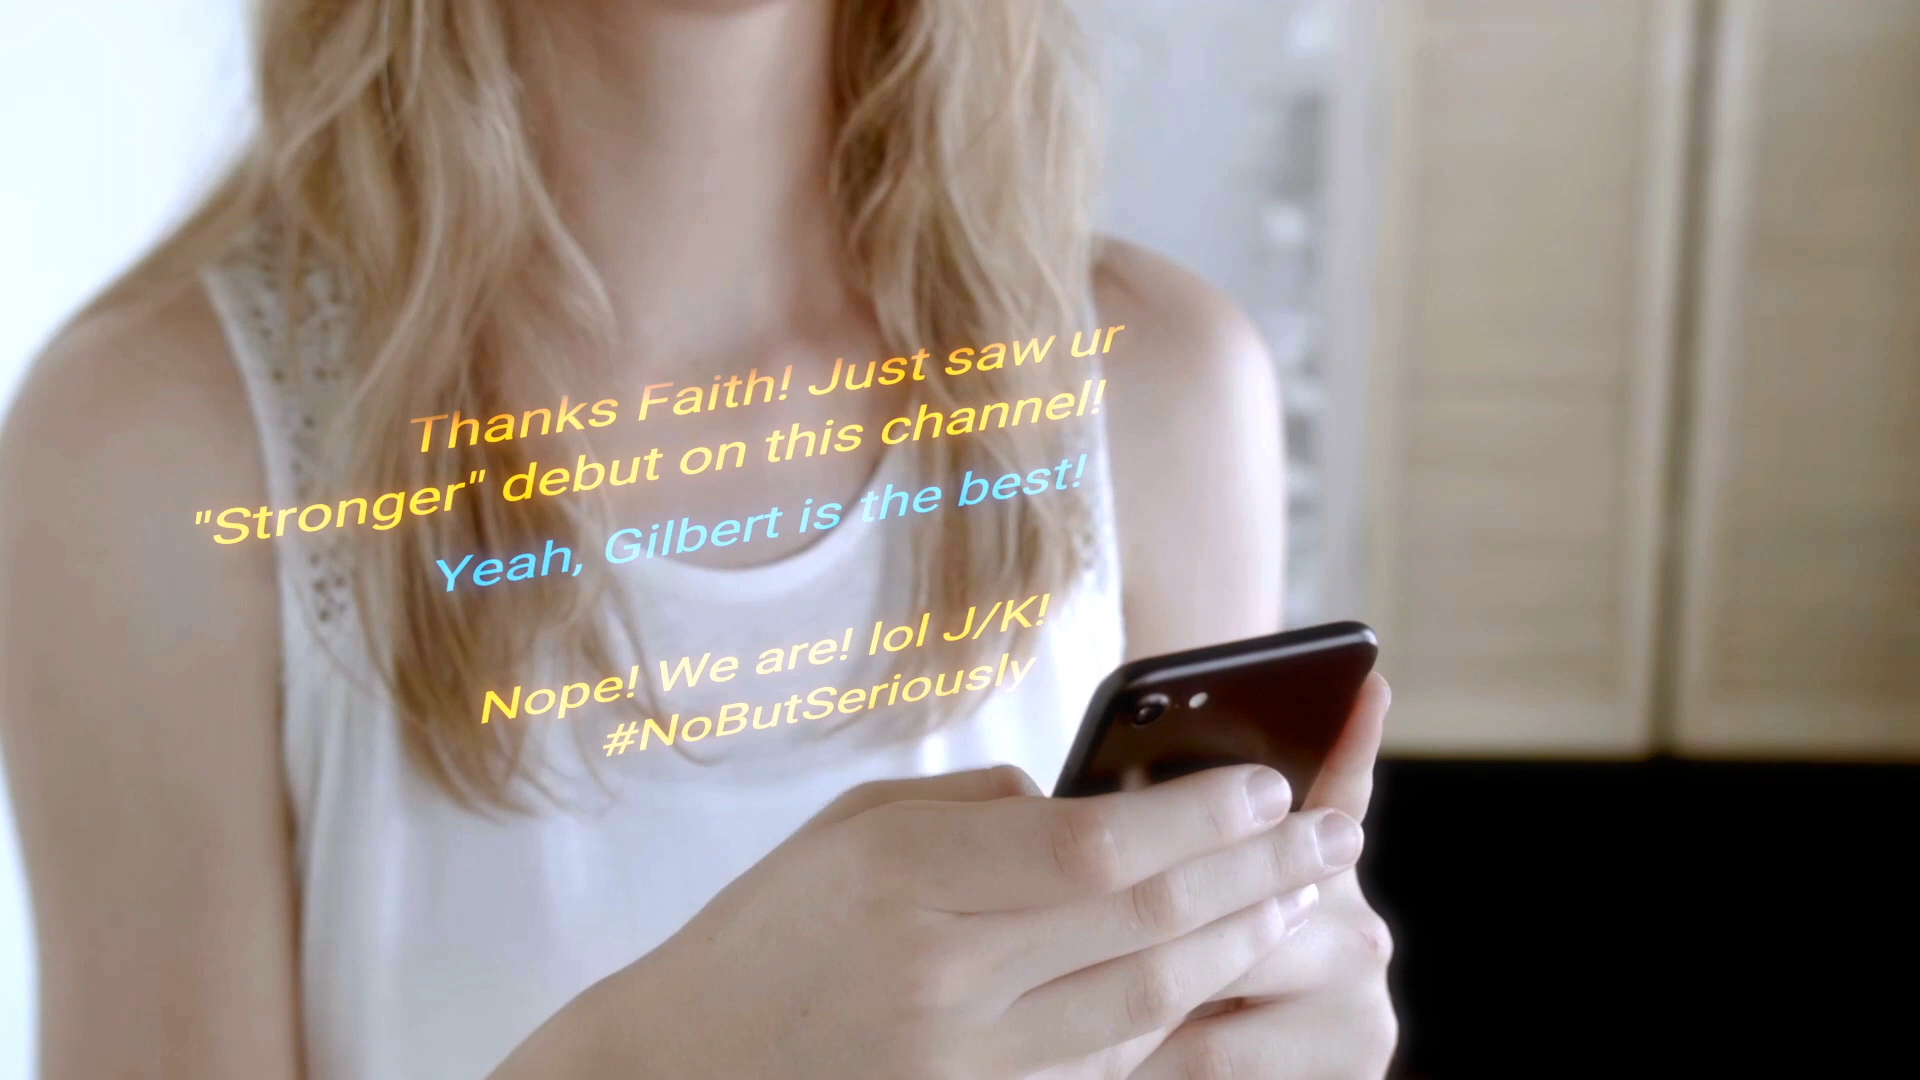 Thanks Faith! Just saw ur
"Stronger" debut on this channel!
Yeah, Gilbert is the best!
Nope! We are! lol J/K!
#NoButSeriously